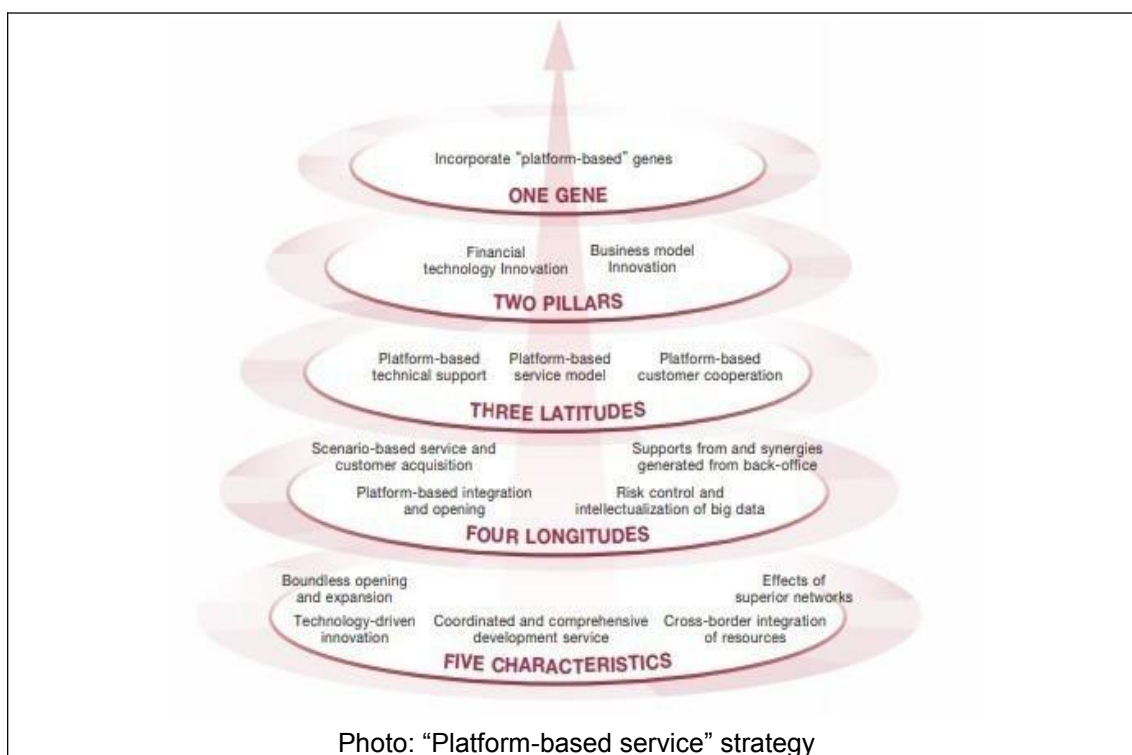 Incorporate “platform-based” genes
ONE GENE
Financial
technology Innovation
Business model
Innovation
TWO PILLARS
Platform-based
technical support
Platform-based
service model
Platform-based
customer cooperation
THREE LATITUDES
Scenario-based service and
customer acquisition
Supports from and synergies
generated from back-office
Platform-based integration
and opening
Risk control and
intellectualization of big data
FOUR LONGITUDES
Boundless opening
and expansion
Effects of
superior networks
Technology-driven
innovation
Coordinated and comprehensive
development service
Cross-border integration
of resources
FIVE CHARACTERISTICS
Photo: “Platform-based service” strategy